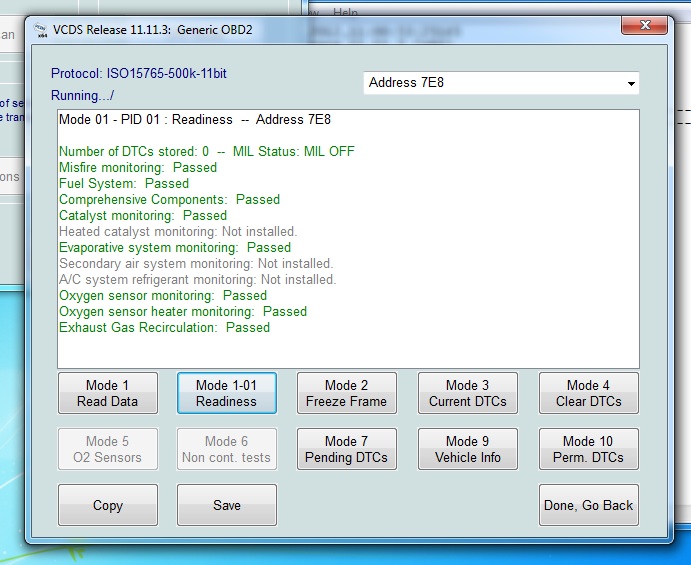 VCDS Release 11.11.3: Generic OBD2
Help
an
Protocol: ISO15765-500k-11bit
Running.../
Address 7E8
of se
e tran
ons
Mode 01 - PID 01 : Readiness -- Address 7E8
Number of DTCs stored: 0 -- MIL Status: MIL OFF
Misfire monitoring: Passed
Fuel System: Passed
Comprehensive Components: Passed
Catalyst monitoring: Passed
Heated catalyst monitoring: Not installed.
Evaporative system monitoring: Passed
Secondary air system monitoring: Not installed.
A/C system refrigerant monitoring: Not installed.
Oxygen sensor monitoring: Passed
Oxygen sensor heater monitoring: Passed
Exhaust Gas Recirculation: Passed
Mode 1
Read Data
Mode 1-01
Readiness
Mode 2
Freeze Frame
Mode 3
Current DTCs
Mode 4
Clear DTCs
Mode 5
O2 Sensors
Mode 6
Non cont. tests
Mode 7
Pending DTCs
Mode 9
Vehicle Info
Mode 10
Perm. DTCs
Copy
Save
Done, Go Back